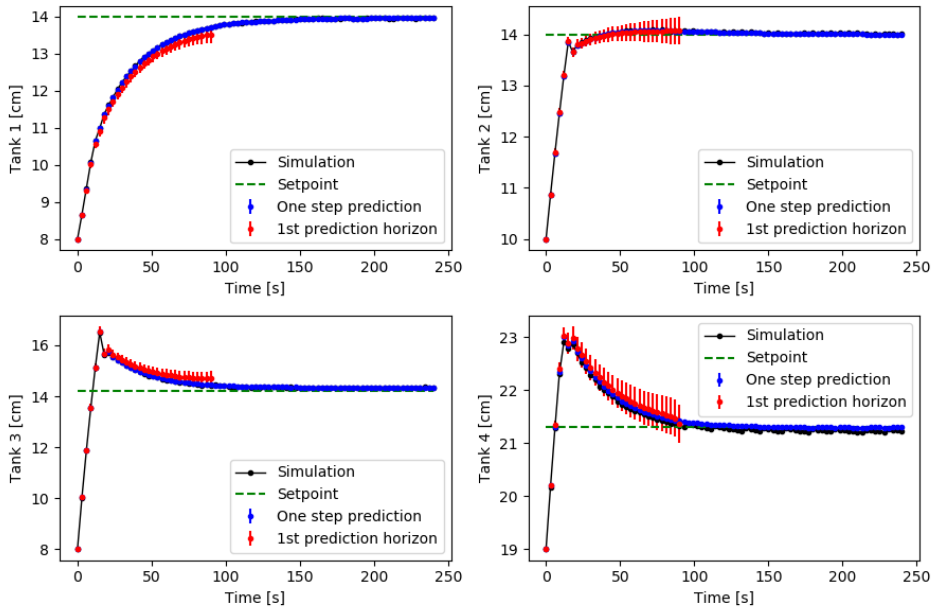 14
13
12
11
10
9
8
Tank 1 [cm]
Simulation
Setpoint
One step prediction
1st prediction horizon
0 50 100 150 200 250
Time [s]
14
13
12
11
10
Tank 2 [cm]
Simulation
Setpoint
One step prediction
1st prediction horizon
0 50 100 150 200 250
Time [s]
16
14
12
10
8
Tank 3 [cm]
Simulation
Setpoint
One step prediction
1st prediction horizon
0 50 100 150 200 250
Time [s]
23
22
21
20
19
Tank 4 [cm]
Simulation
Setpoint
One step prediction
1st prediction horizon
0 50 100 150 200 250
Time [s]